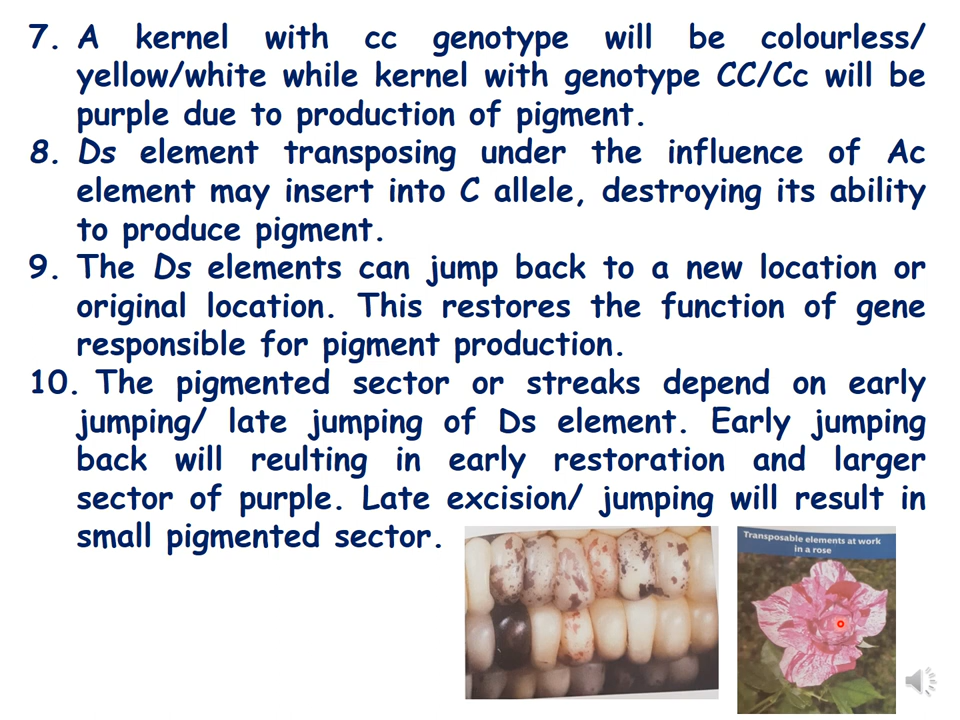 7. A kernel with cc genotype will be colourless/
yellow/white while kernel with genotype CC/Cc will be
purple due to production of pigment.
8. Ds element transposing under the influence of Ac
element may insert into C allele, destroying its ability
to produce pigment.
9. The Ds elements can jump back to a new location or
original location. This restores the function of gene
responsible for pigment production.
10. The pigmented sector or streaks depend on early
jumping/ late jumping of Ds element. Early jumping
back will reulting in early restoration and larger
sector of purple. Late excision/ jumping will result in
small pigmented sector.
Transposable elements at work
in a rose